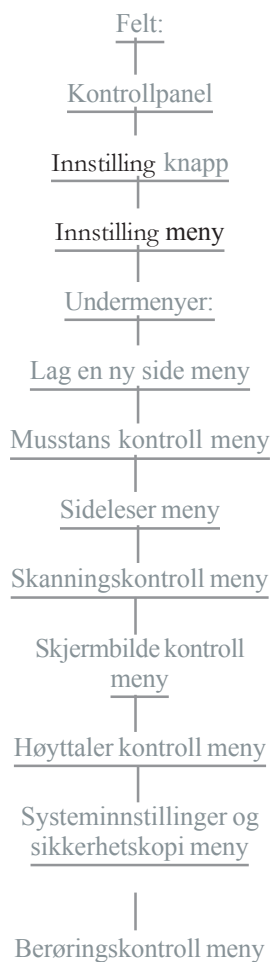 Felt:
Kontrollpanel
Innstilling knapp
Innstilling meny
Undermenyer:
Lag en ny side meny
Musstans kontroll meny
Sideleser meny
Skanningskontroll meny
Skjermbilde kontroll
meny
Høyttaler kontroll meny
Systeminnstillinger og
sikkerhetskopi meny
Berøringskontroll meny